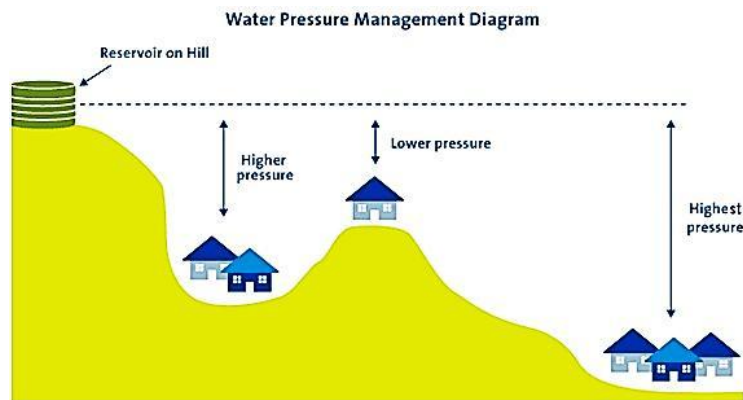 Water Pressure Management Diagram
Reservoir on Hill
Higher
pressure
Lower pressure
Highest
pressure